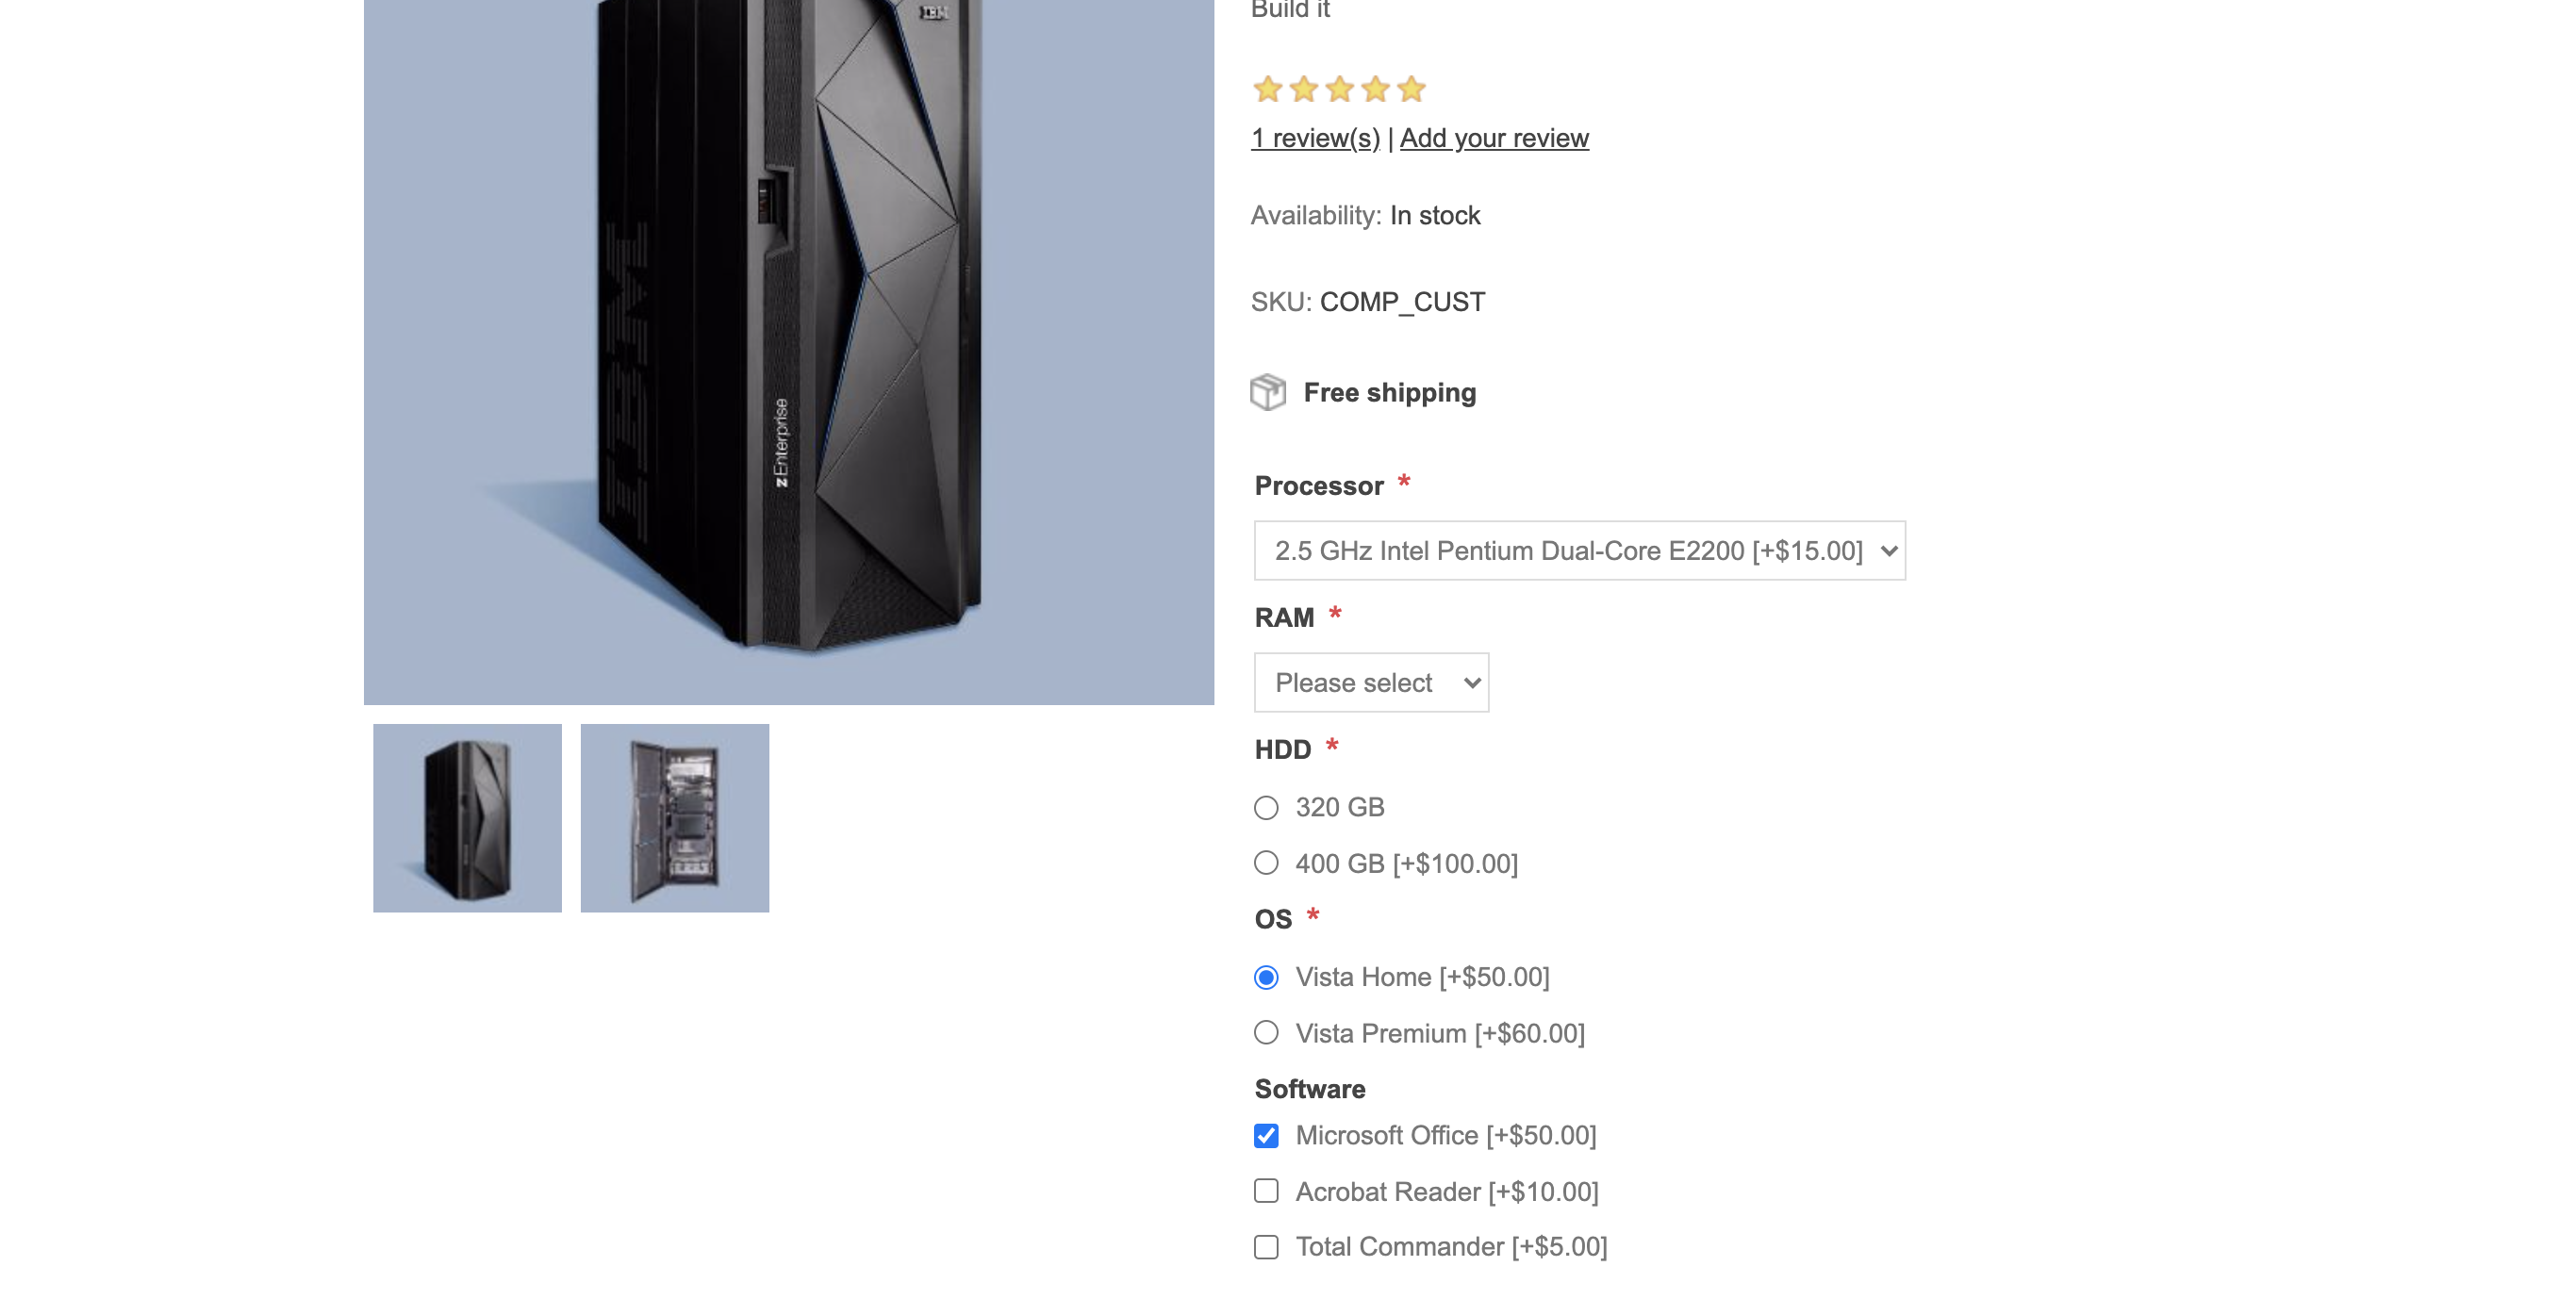 Build it
1 review(s) | Add your review
Availability: In stock
SKU: COMP_CUST
Free shipping
Processor *
2.5 GHz Intel Pentium Dual-Core E2200 [+$15.00]
RAM *
Please select
HDD *
320 GB
400 GB [+$100.00]
OS *
Vista Home [+$50.00]
Vista Premium [+$60.00]
Software
Microsoft Office [+$50.00]
Acrobat Reader [+$10.00]
Total Commander [+$5.00]
IBM
IBM
z Enterprise